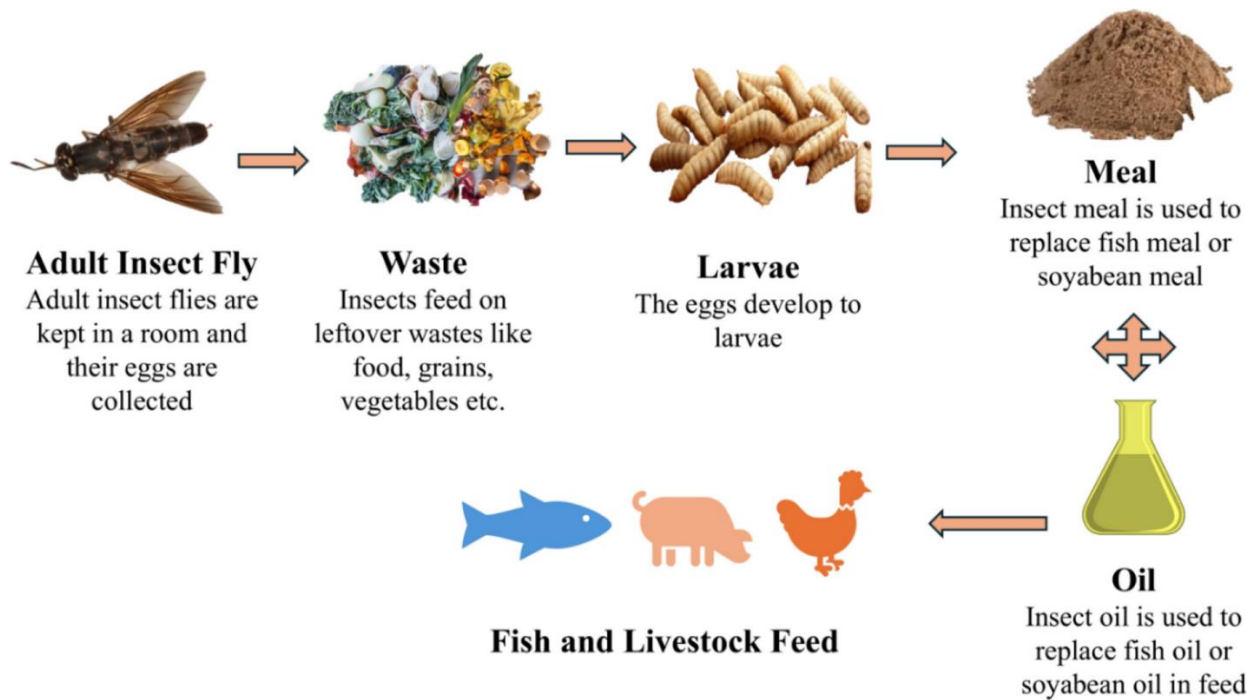 Adult Insect Fly
Adult insect flies are
kept in a room and
their eggs are
collected
Waste
Insects feed on
leftover wastes like
food, grains,
vegetables etc.
Larvae
The eggs develop to
larvae
Meal
Insect meal is used to
replace fish meal or
soyabean meal
Oil
Insect oil is used to
replace fish oil or
soyabean oil in feed
Fish and Livestock Feed